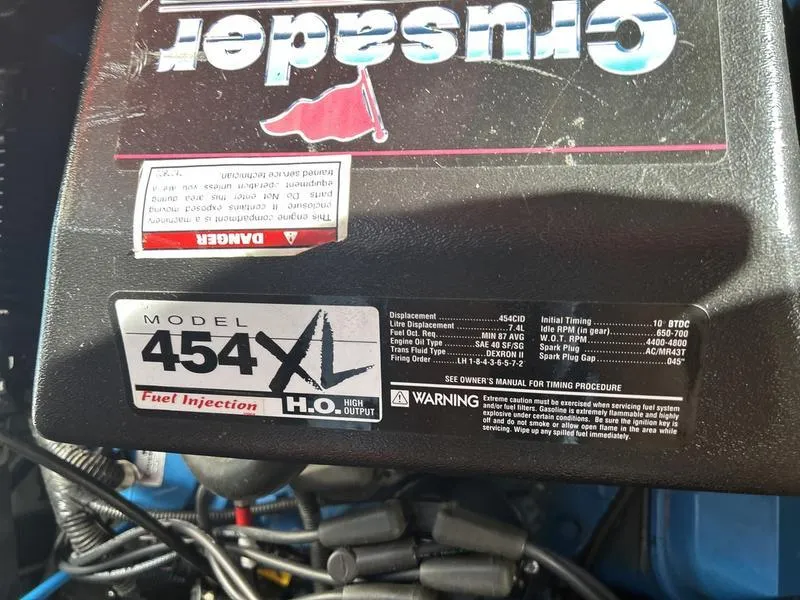 Crusader
⚠ DANGER
This engine compartment is a machinery
enclosure. It contains exposed moving
parts. Do Not enter this area during
equipment operation unless you are a
trained service technician.
MODEL
454XL
Fuel Injection
H.O. HIGH OUTPUT
Displacement ........ 454CID
Litre Displacement ........ 7.4L
Fuel Oct. Req. ........ MIN 87 AVG
Engine Oil Type ........ SAE 40 SF/SG
Trans Fluid Type ........ DEXRON II
Firing Order ........ LH 1-8-4-3-6-5-7-2
Initial Timing ........ 10° BTDC
Idle RPM (in gear) ........ 650-700
W.O.T. RPM ........ 4400-4800
Spark Plug ........ AC/MR43T
Spark Plug Gap ........ .045"
SEE OWNER'S MANUAL FOR TIMING PROCEDURE
⚠ WARNING
Extreme caution must be exercised when servicing fuel system
and/or fuel filters. Gasoline is extremely flammable and highly
explosive under certain conditions. Be sure the ignition key is
off and do not smoke or allow open flame in the area while
servicing. Wipe up any spilled fuel immediately.